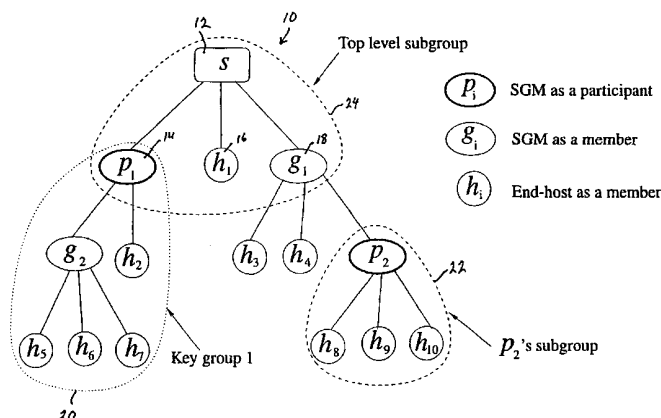 10
12
Top level subgroup
s
24
p_i SGM as a participant
14
16
18
p_1
h_1
g_1
g_i SGM as a member
h_i End-host as a member
g_2
h_2
h_3
h_4
p_2
22
h_5
h_6
h_7
Key group 1
h_8
h_9
h_10
p_2's subgroup
20